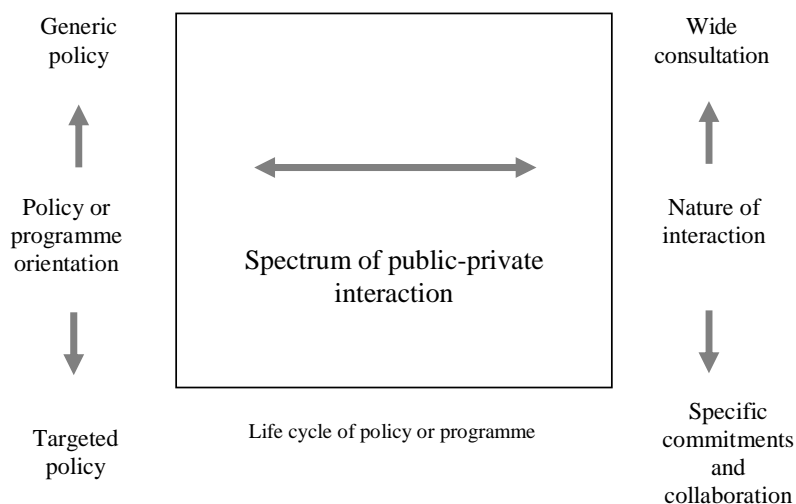 Generic
policy
Wide
consultation
Policy or
programme
orientation
Spectrum of public-private
interaction
Nature of
interaction
Targeted
policy
Life cycle of policy or programme
Specific
commitments
and
collaboration